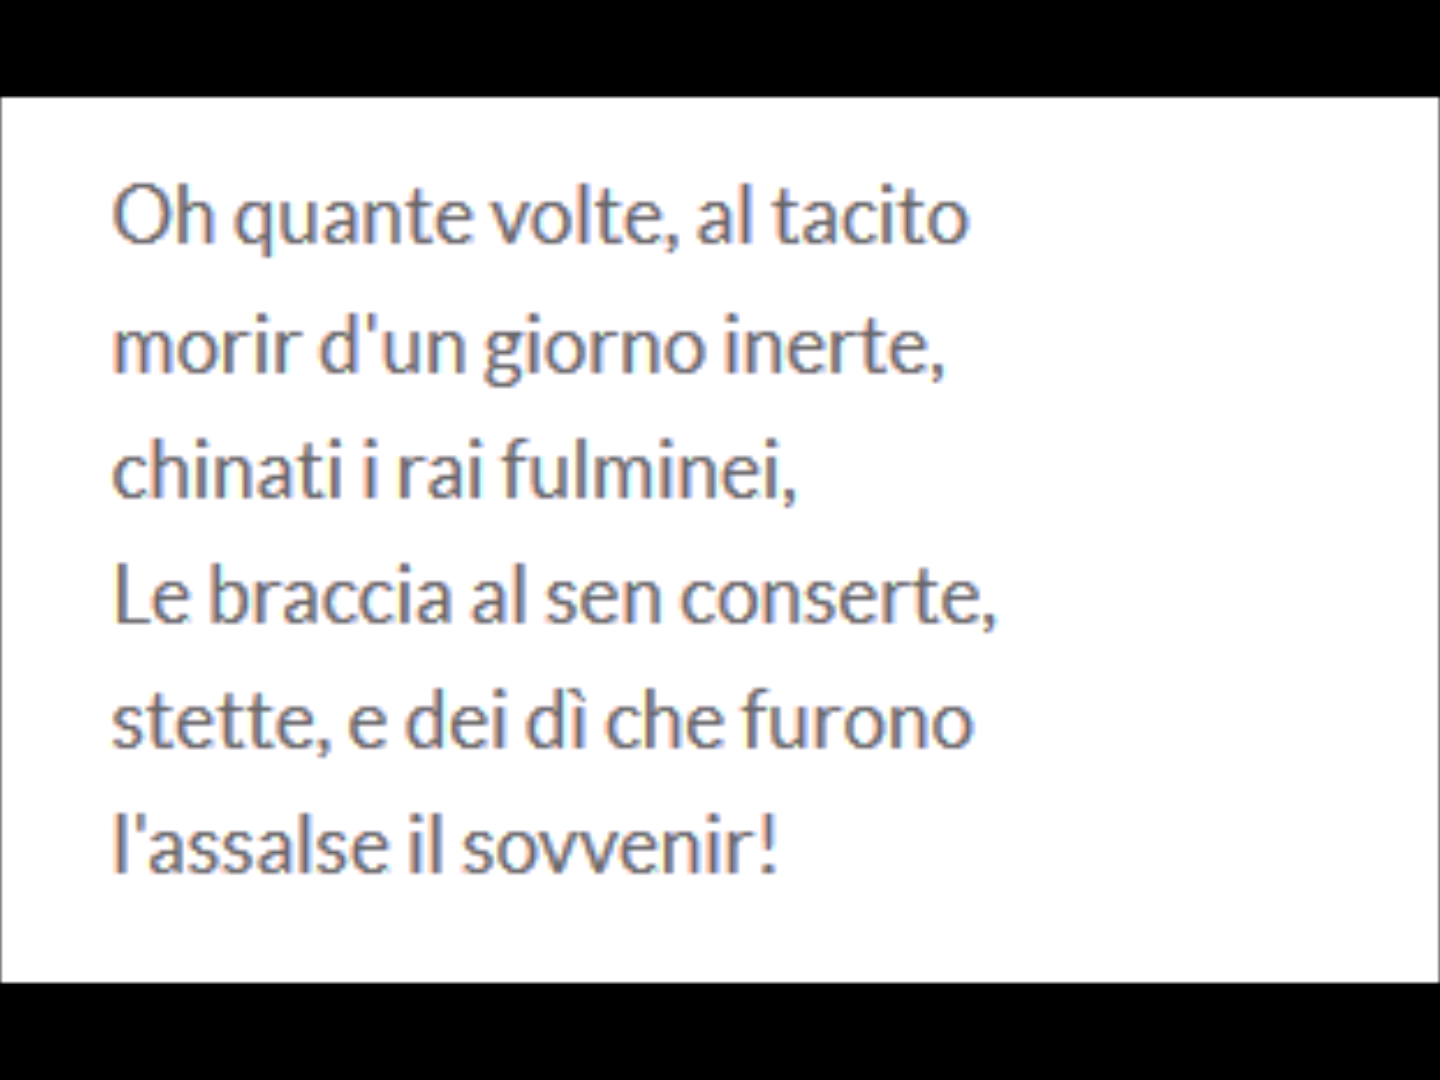 Oh quante volte, al tacito
morir d'un giorno inerte,
chinati i rai fulminei,
Le braccia al sen conserte,
stette, e dei dì che furono
l'assalse il sovvenir!